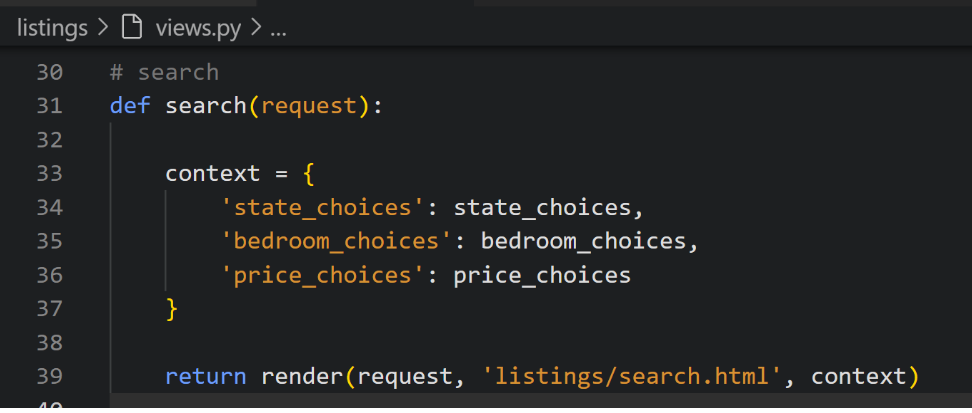 listings > views.py > ...
30 # search
31 def search(request):
32
33     context = {
34         'state_choices': state_choices,
35         'bedroom_choices': bedroom_choices,
36         'price_choices': price_choices
37     }
38
39     return render(request, 'listings/search.html', context)